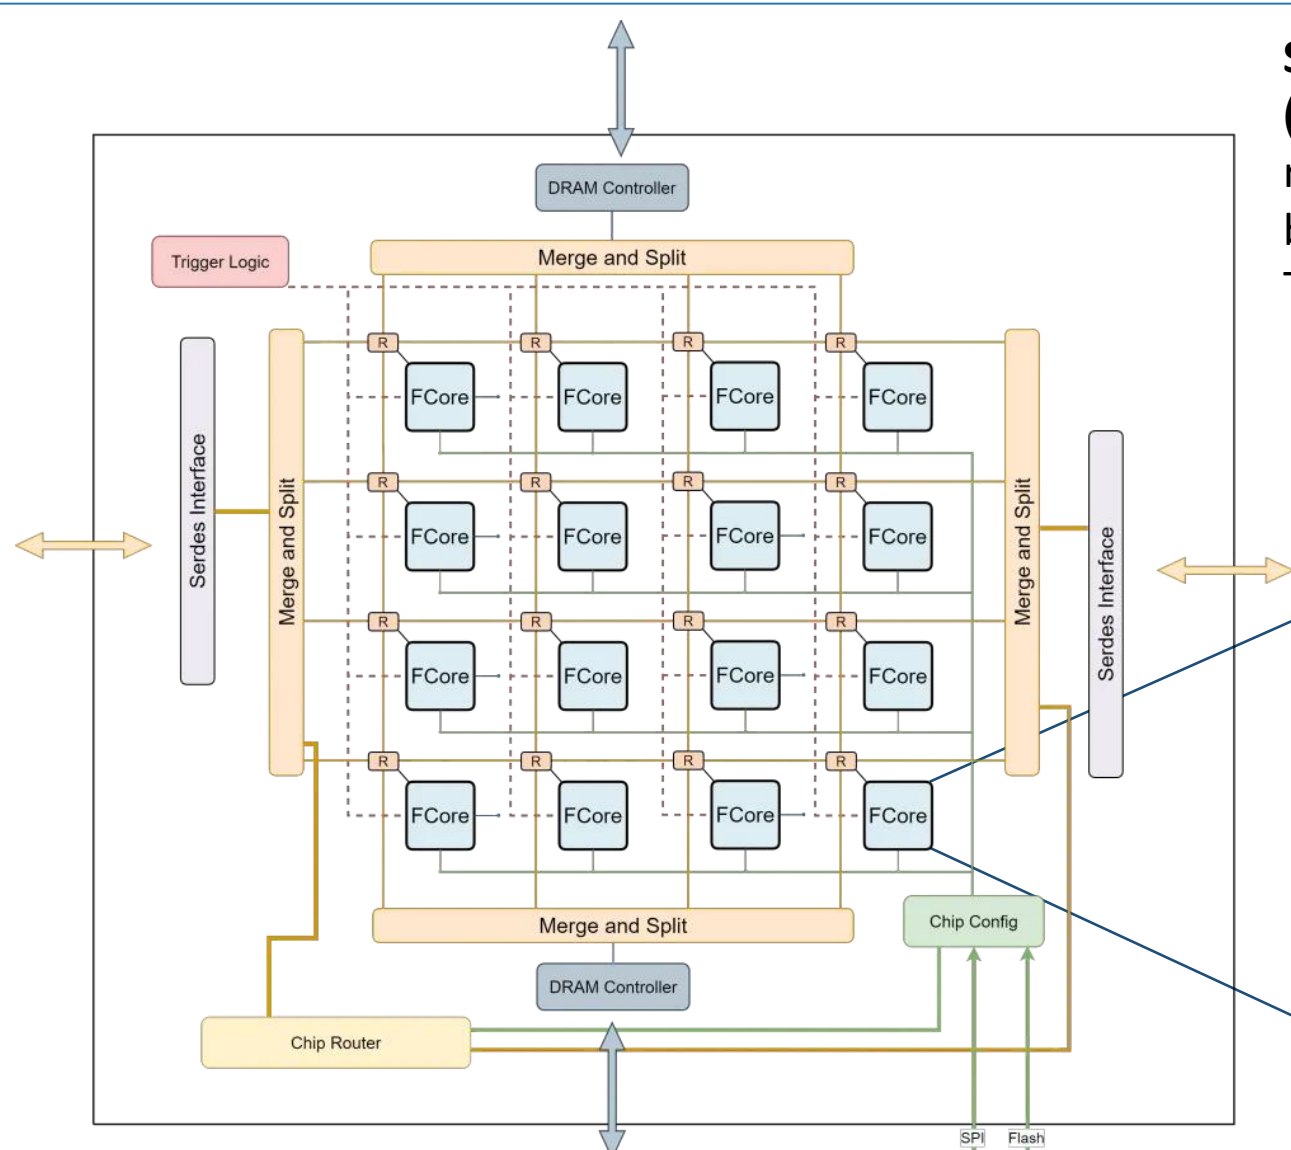 DRAM Controller
Merge and Split
Trigger Logic
R R R R
FCore FCore FCore FCore
Serdes Interface
Merge and Split
R R R R
FCore FCore FCore FCore
Merge and Split
Serdes Interface
R R R R
FCore FCore FCore FCore
R R R R
FCore FCore FCore FCore
Merge and Split
Chip Config
DRAM Controller
Chip Router
SPI Flash